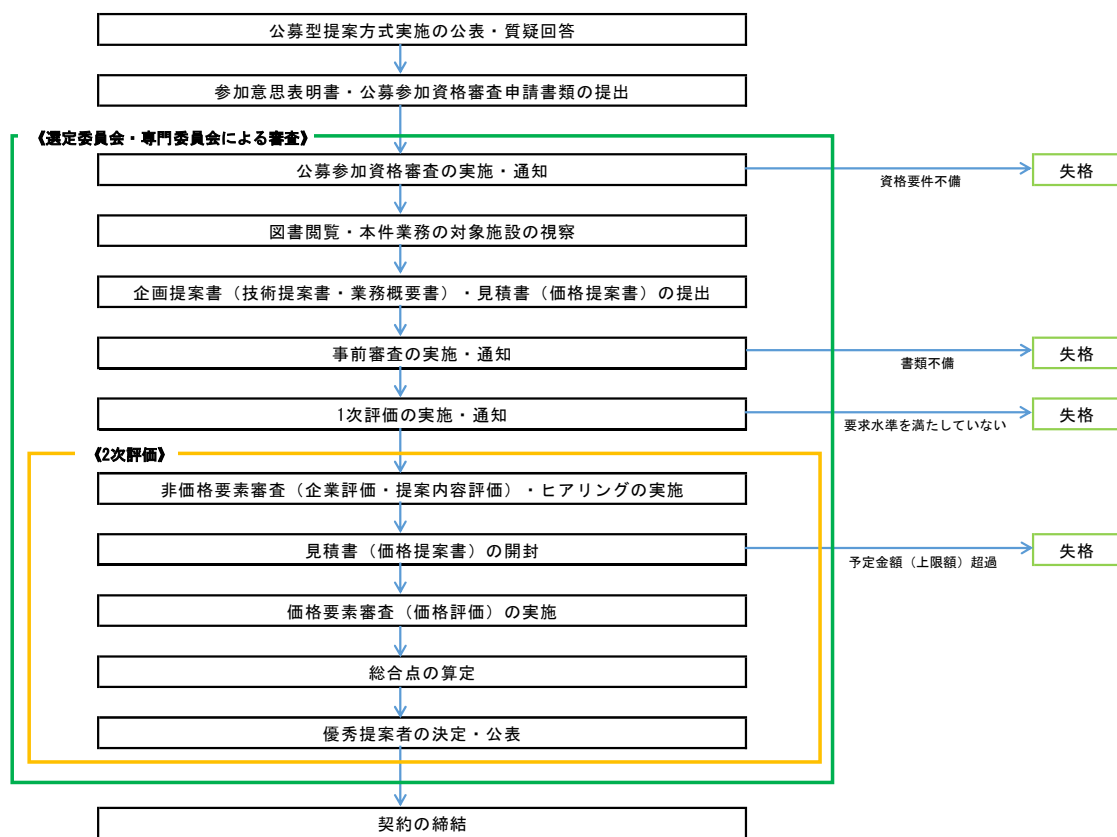 公募型提案方式実施の公表・質疑回答
参加意思表明書・公募参加資格審査申請書類の提出
《選定委員会・専門委員会による審査》
公募参加資格審査の実施・通知
資格要件不備
失格
図書閲覧・本件業務の対象施設の視察
企画提案書（技術提案書・業務概要書）・見積書（価格提案書）の提出
事前審査の実施・通知
書類不備
失格
1次評価の実施・通知
要求水準を満たしていない
失格
《2次評価》
非価格要素審査（企業評価・提案内容評価）・ヒアリングの実施
見積書（価格提案書）の開封
予定金額（上限額）超過
失格
価格要素審査（価格評価）の実施
総合点の算定
優秀提案者の決定・公表
契約の締結